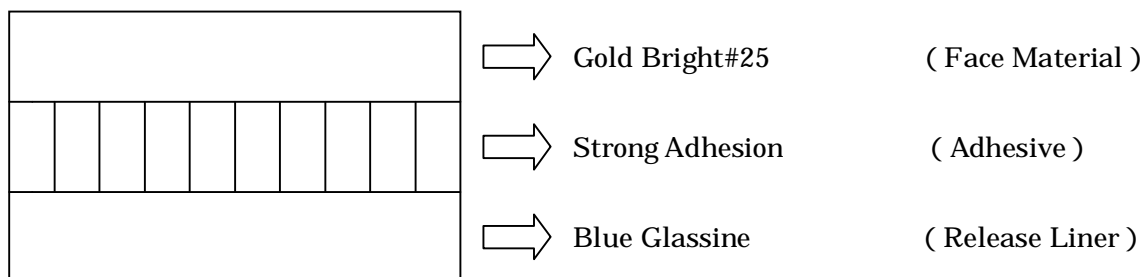 Gold Bright#25 ( Face Material )
Strong Adhesion ( Adhesive )
Blue Glassine ( Release Liner )